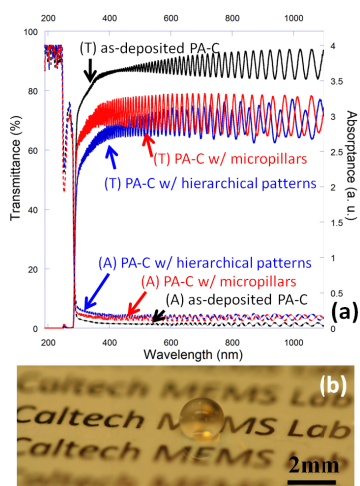 100
80
60
40
20
0
Transmittance (%)
4
3.5
3
2.5
2
1.5
1
0.5
0
Absorptance (a. u.)
(T) as-deposited PA-C
(T) PA-C w/ micropillars
(T) PA-C w/ hierarchical patterns
(A) PA-C w/ hierarchical patterns
(A) PA-C w/ micropillars
(A) as-deposited PA-C
(a)
200 400 600 800 1000
Wavelength (nm)
(b)
Caltech MEMS Lab
Caltech MEMS Lab
Caltech MEMS Lab
2mm